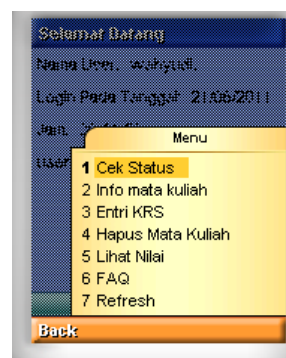 Selamat Datang
Nama User, wahyudi,
Login Pada Tanggal: 21/06/2011
Jam,
user
Menu
1 Cek Status
2 Info mata kuliah
3 Entri KRS
4 Hapus Mata Kuliah
5 Lihat Nilai
6 FAQ
7 Refresh
Back